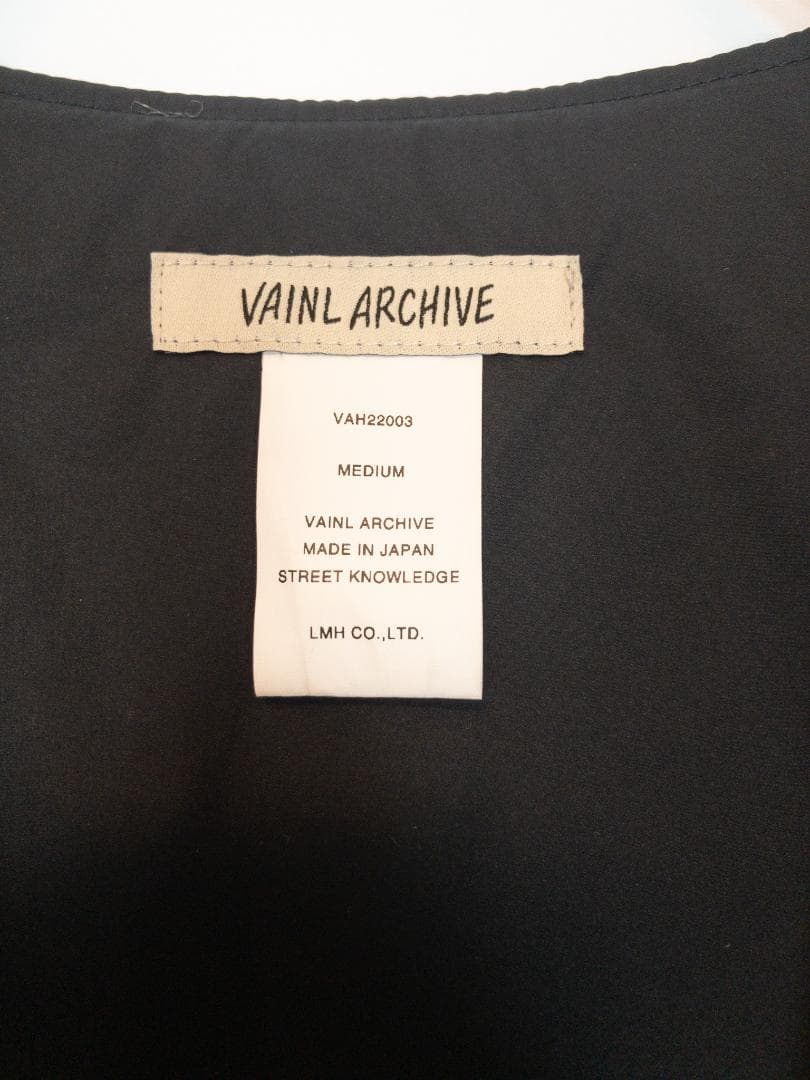 VAINL ARCHIVE
VAH22003
MEDIUM
VAINL ARCHIVE
MADE IN JAPAN
STREET KNOWLEDGE
LMH CO.,LTD.